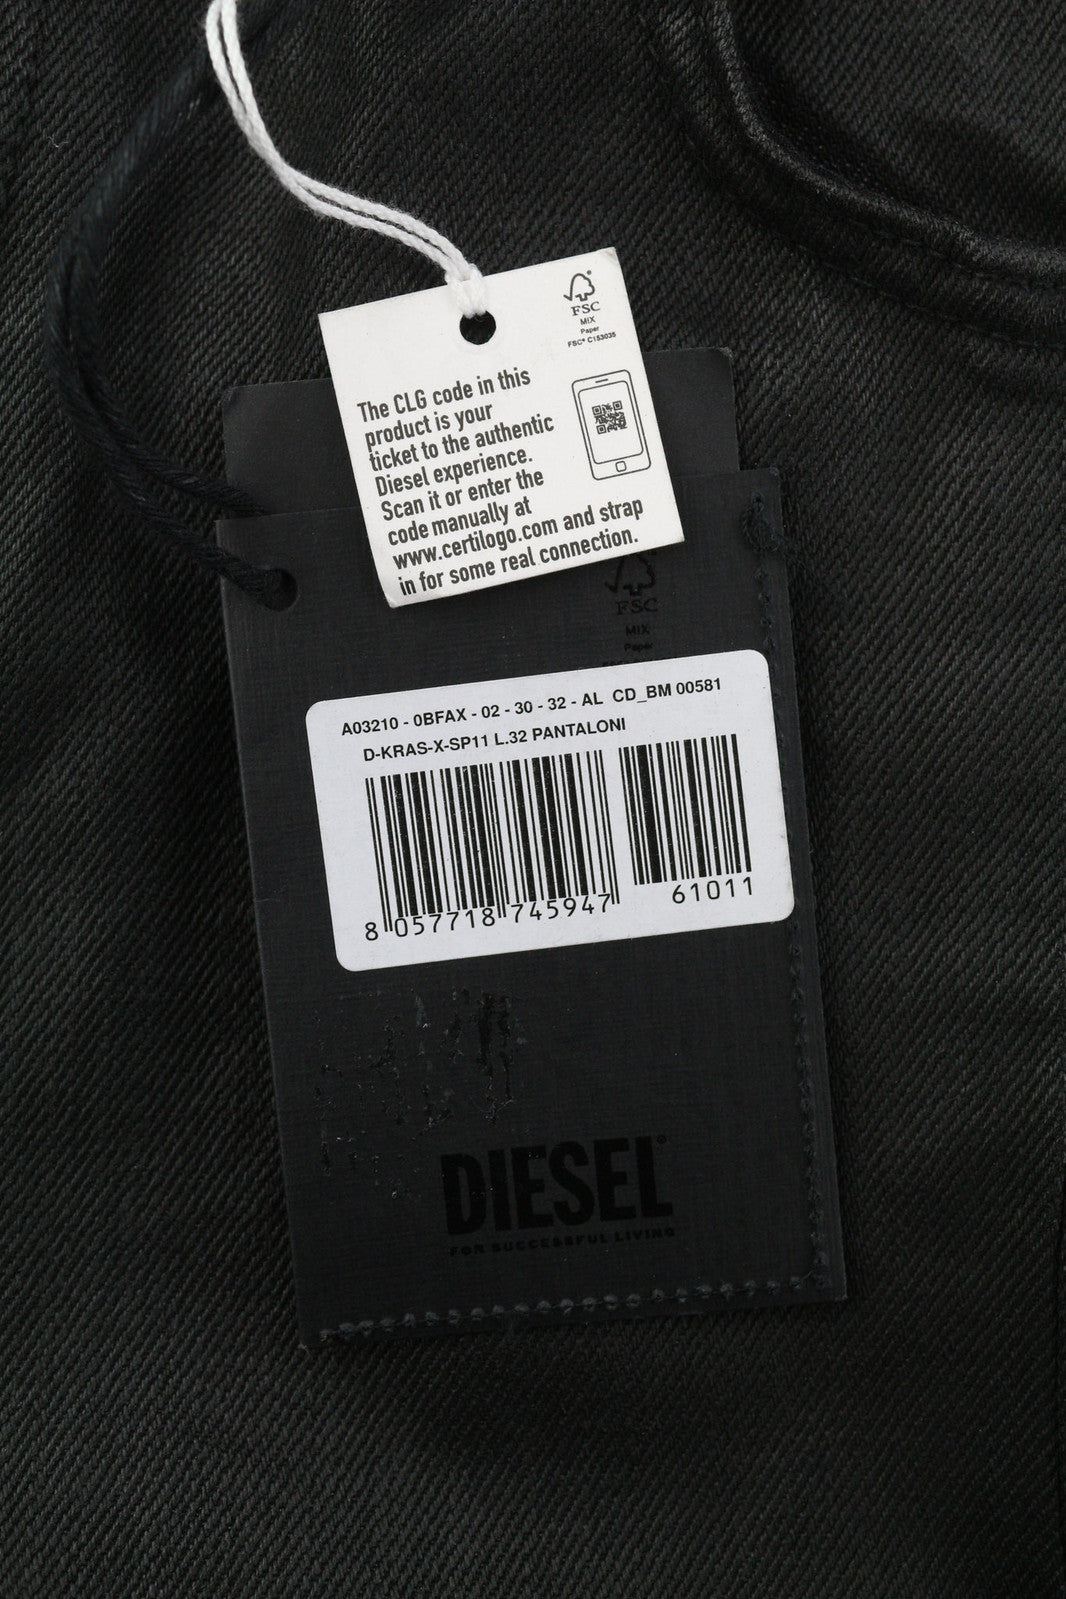 FSC
MIX
Paper
FSC® C153035
The CLG code in this
product is your
ticket to the authentic
Diesel experience.
Scan it or enter the
code manually at
www.certilogo.com and strap
in for some real connection.
FSC
MIX
Paper
A03210 - 0BFAX - 02 - 30 - 32 - AL CD_BM 00581
D-KRAS-X-SP11 L.32 PANTALONI
8 057718 745947 61011
DIESEL®
FOR SUCCESSFUL LIVING